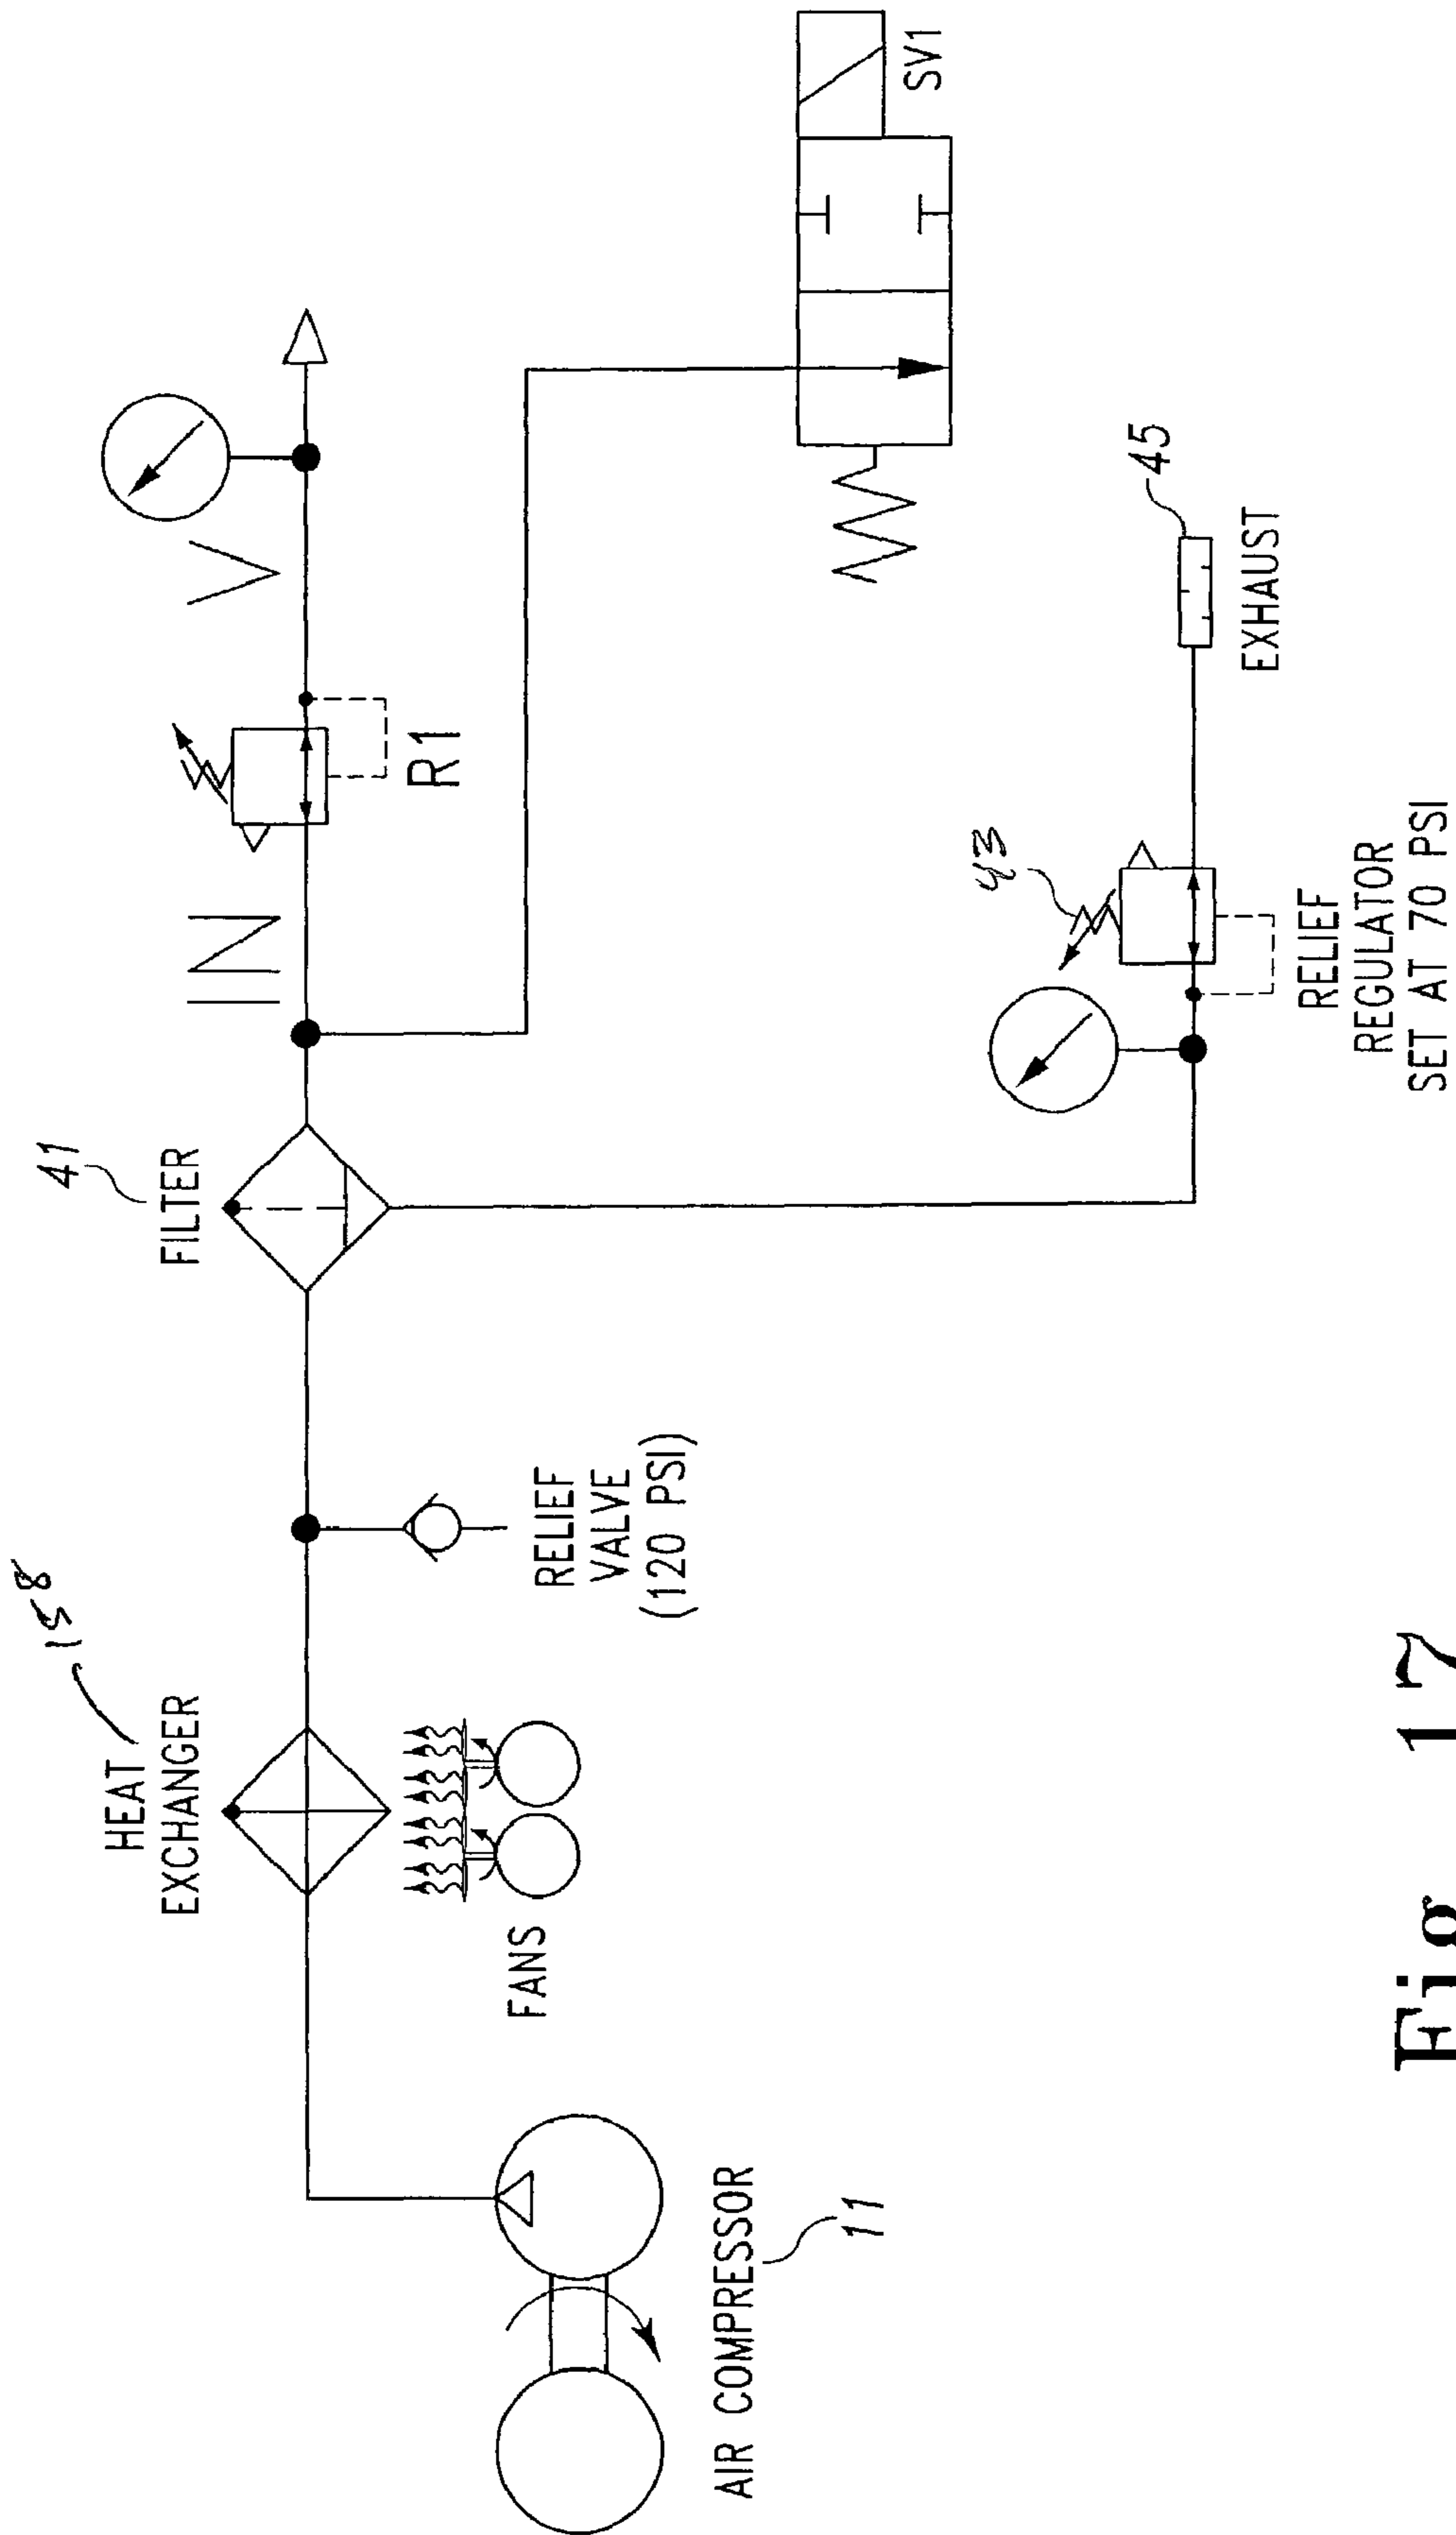 158
HEAT
EXCHANGER
41
FILTER
IN
V
R1
SV1
FANS
RELIEF
VALVE
(120 PSI)
AIR COMPRESSOR
11
43
45
EXHAUST
RELIEF
REGULATOR
SET AT 70 PSI
Fig. 17